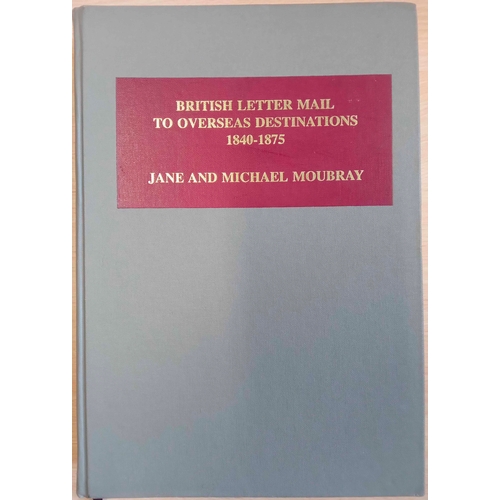 BRITISH LETTER MAIL
TO OVERSEAS DESTINATIONS
1840-1875
JANE AND MICHAEL MOUBRAY